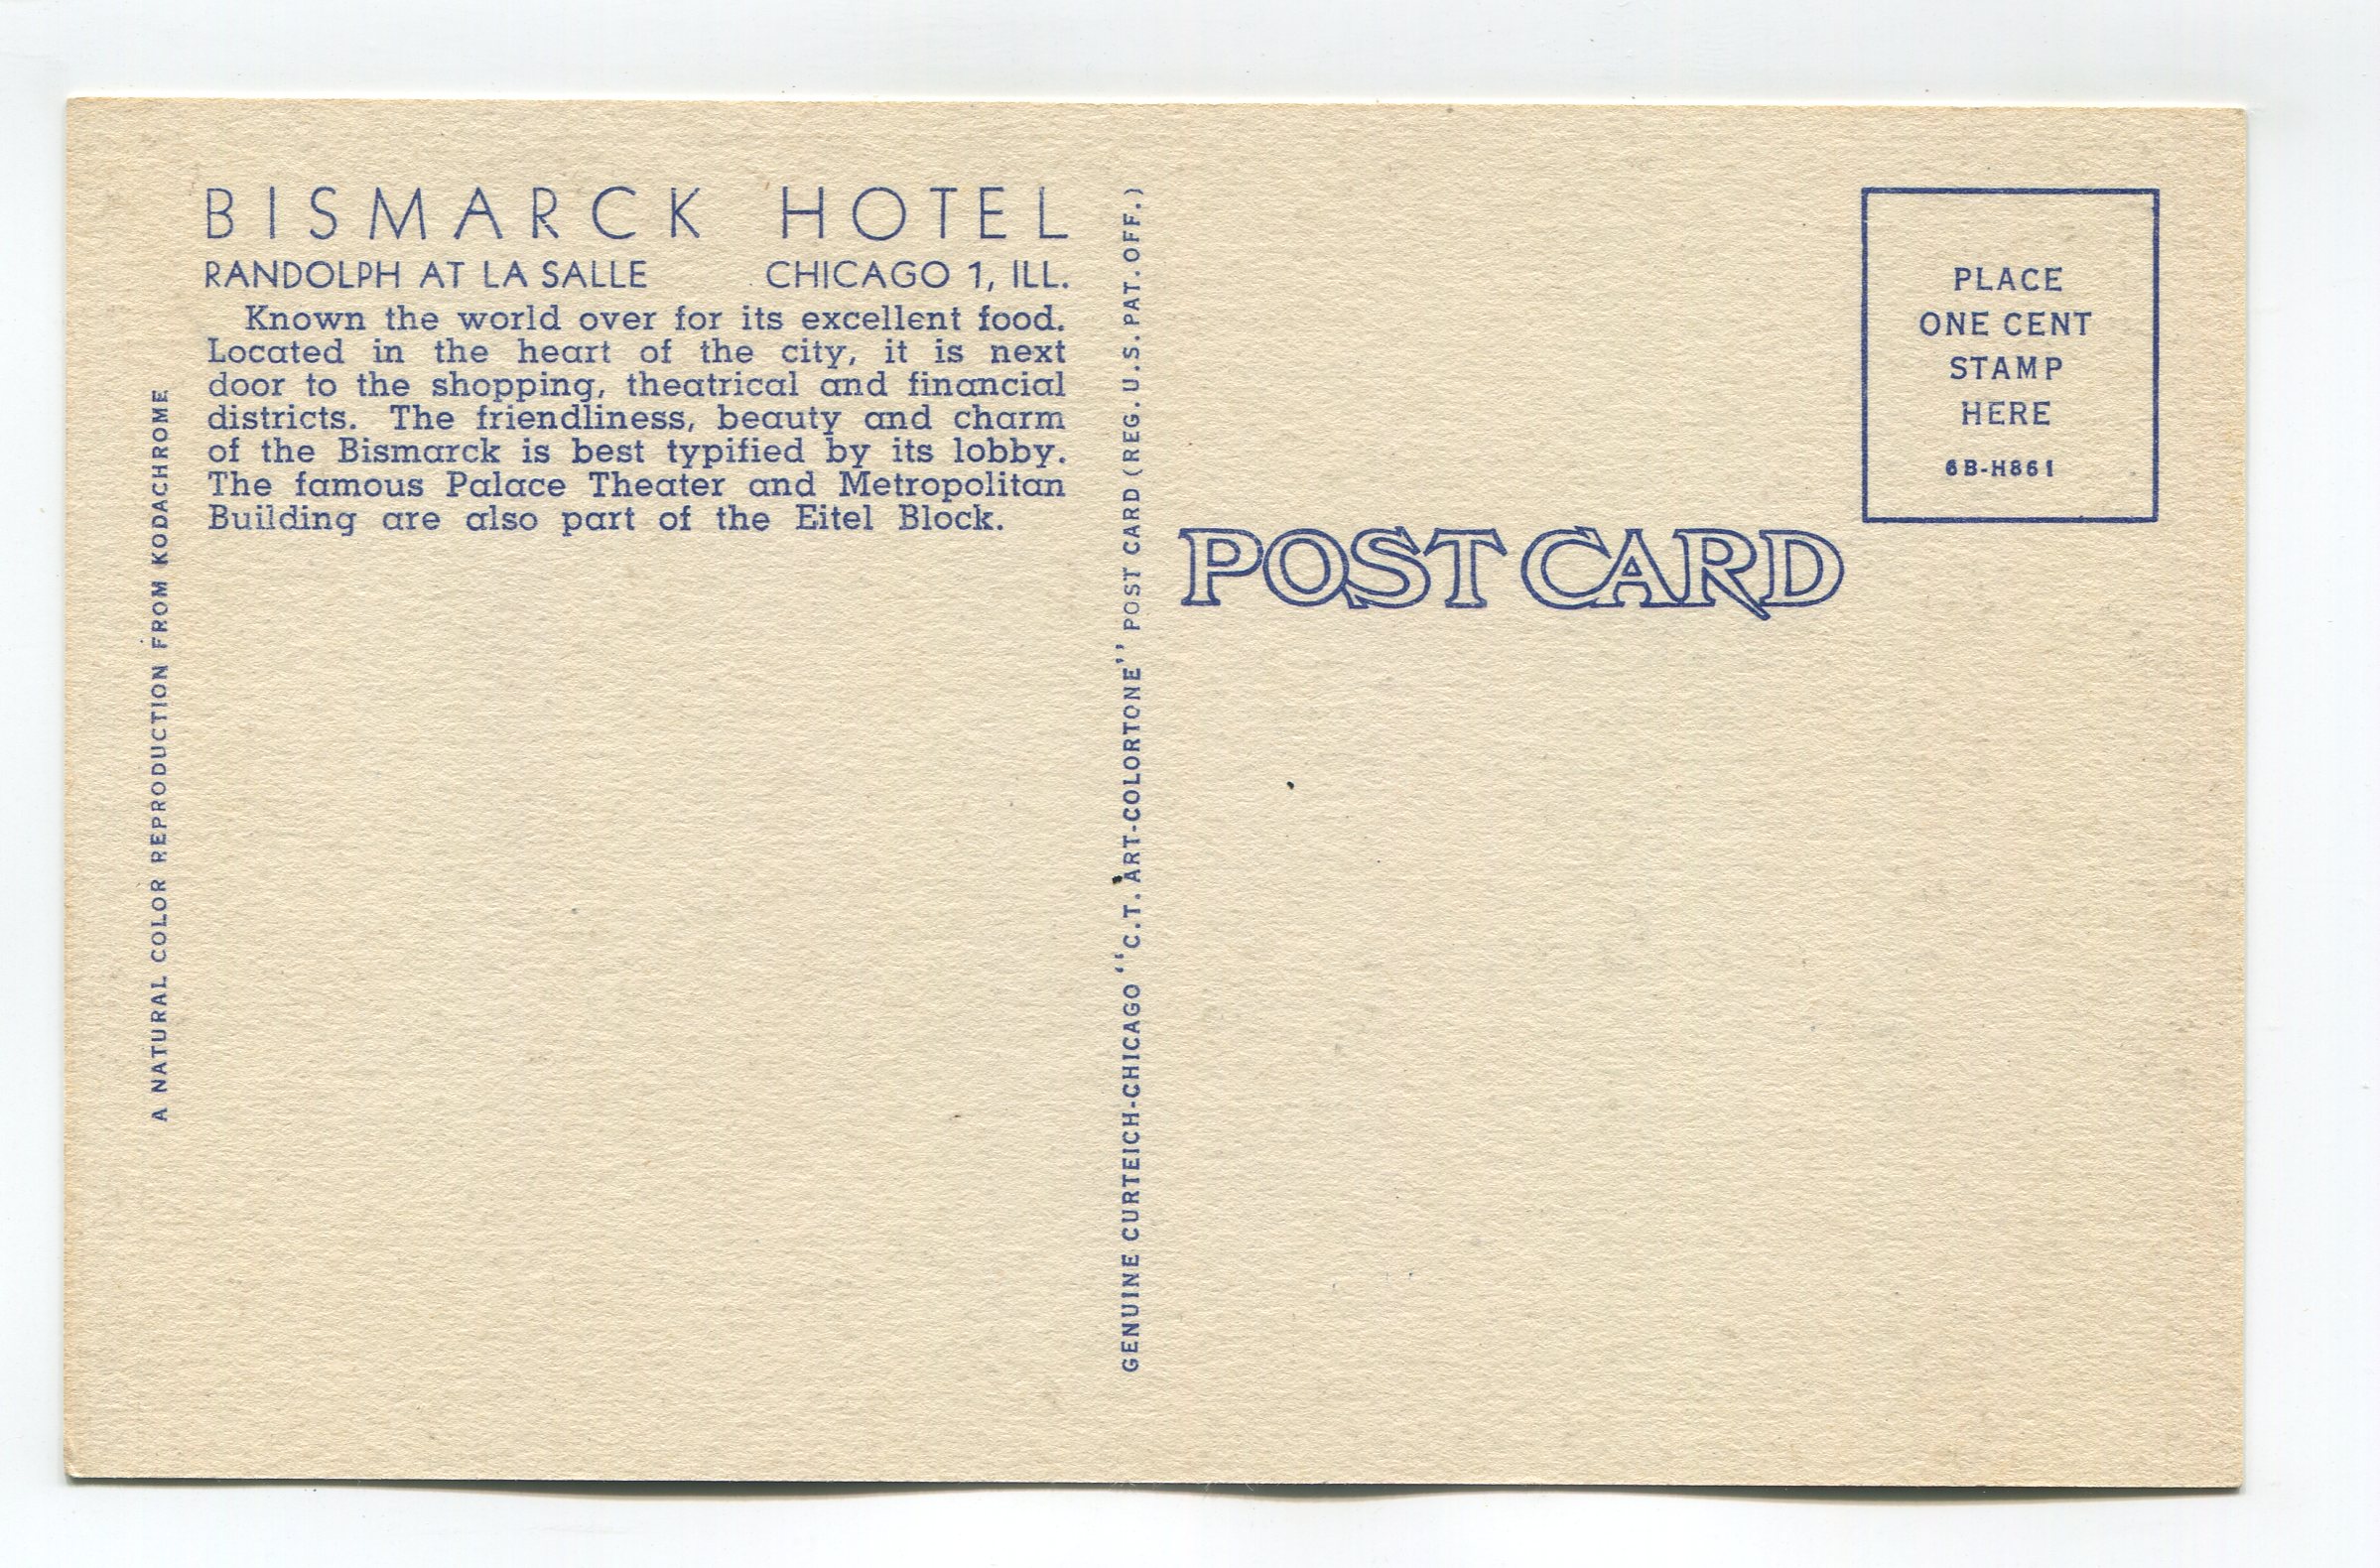 BISMARCK HOTEL
RANDOLPH AT LA SALLE CHICAGO 1, ILL.
Known the world over for its excellent food.
Located in the heart of the city, it is next
door to the shopping, theatrical and financial
districts. The friendliness, beauty and charm
of the Bismarck is best typified by its lobby.
The famous Palace Theater and Metropolitan
Building are also part of the Eitel Block.
A NATURAL COLOR REPRODUCTION FROM KODACHROME
GENUINE CURTEICH-CHICAGO "C.T. ART-COLORTONE" POST CARD (REG. U.S. PAT. OFF.)
POST CARD
PLACE
ONE CENT
STAMP
HERE
6B-H861